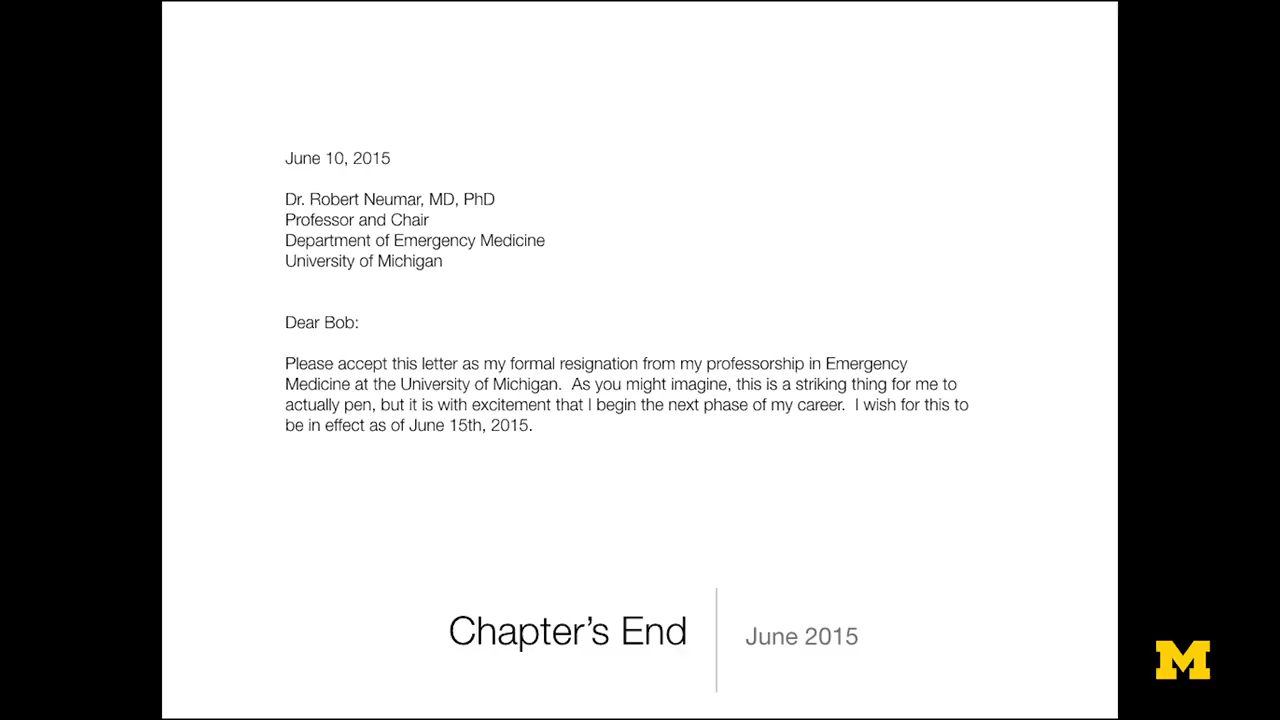 June 10, 2015
Dr. Robert Neumar, MD, PhD
Professor and Chair
Department of Emergency Medicine
University of Michigan
Dear Bob:
Please accept this letter as my formal resignation from my professorship in Emergency
Medicine at the University of Michigan.  As you might imagine, this is a striking thing for me to
actually pen, but it is with excitement that I begin the next phase of my career.  I wish for this to
be in effect as of June 15th, 2015.
Chapter's End
June 2015
M